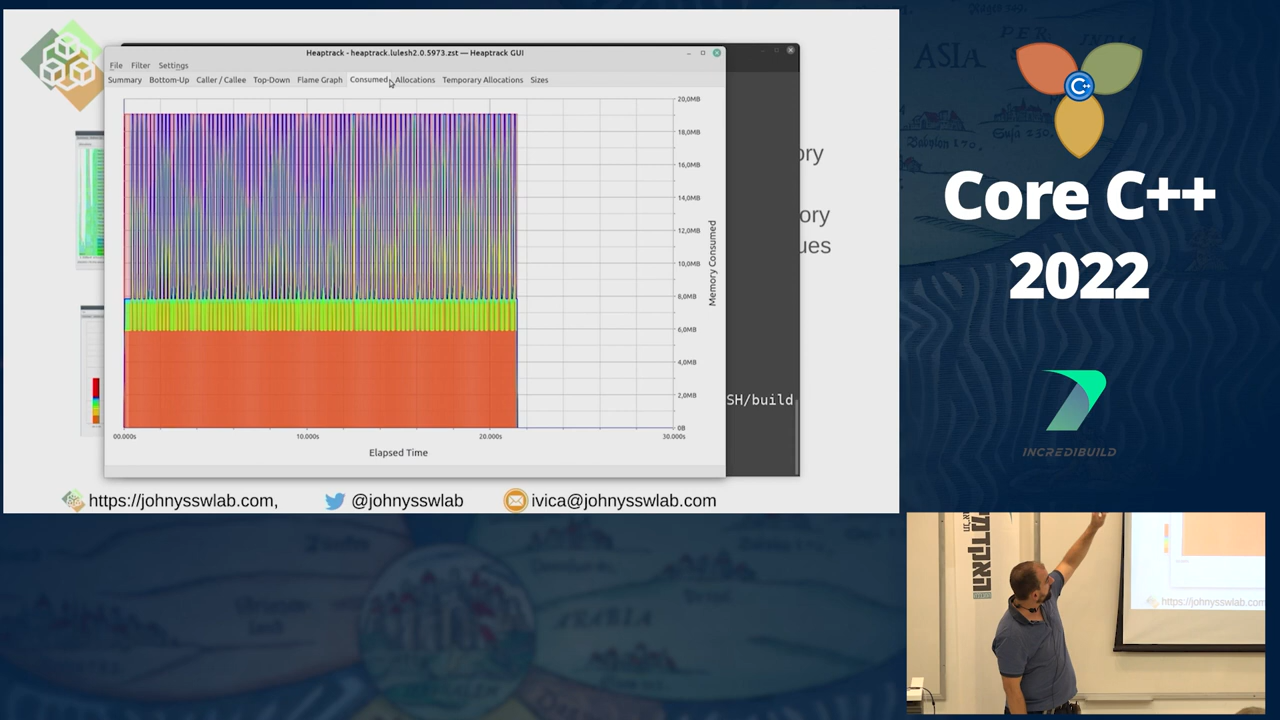 Heaptrack - heaptrack.lulesh2.0.5973.zst — Heaptrack GUI
File Filter Settings
Summary Bottom-Up Caller / Callee Top-Down Flame Graph Consumed Allocations Temporary Allocations Sizes
20,0MB
18,0MB
16,0MB
14,0MB
12,0MB
10,0MB
8,0MB
6,0MB
4,0MB
2,0MB
0B
Memory Consumed
00.000s 10.000s 20.000s 30.000s
Elapsed Time
ory
ory
ues
SH/build
https://johnysswlab.com, @johnysswlab ivica@johnysswlab.com
ASIA
PER
Babylon
C++
Core C++
2022
INCREDIBUILD
https://johnysswlab.com